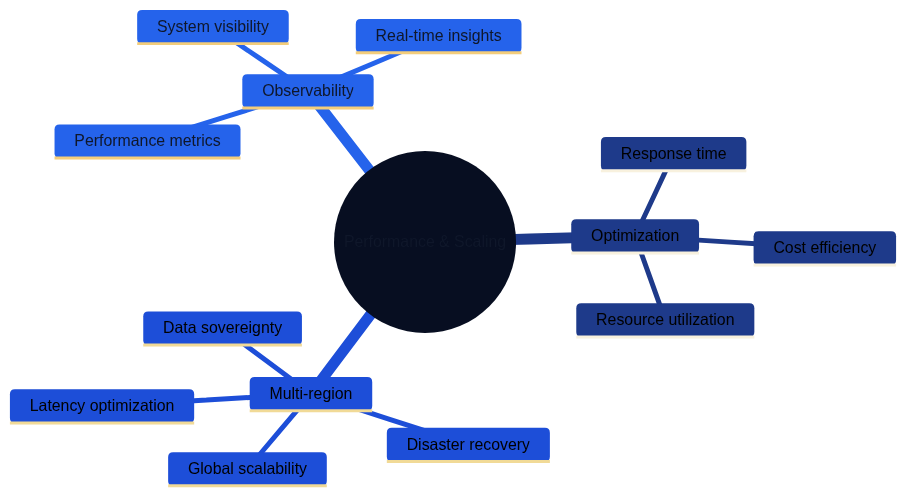 System visibility
Real-time insights
Observability
Performance metrics
Response time
Performance & Scaling
Optimization
Cost efficiency
Resource utilization
Data sovereignty
Multi-region
Latency optimization
Disaster recovery
Global scalability